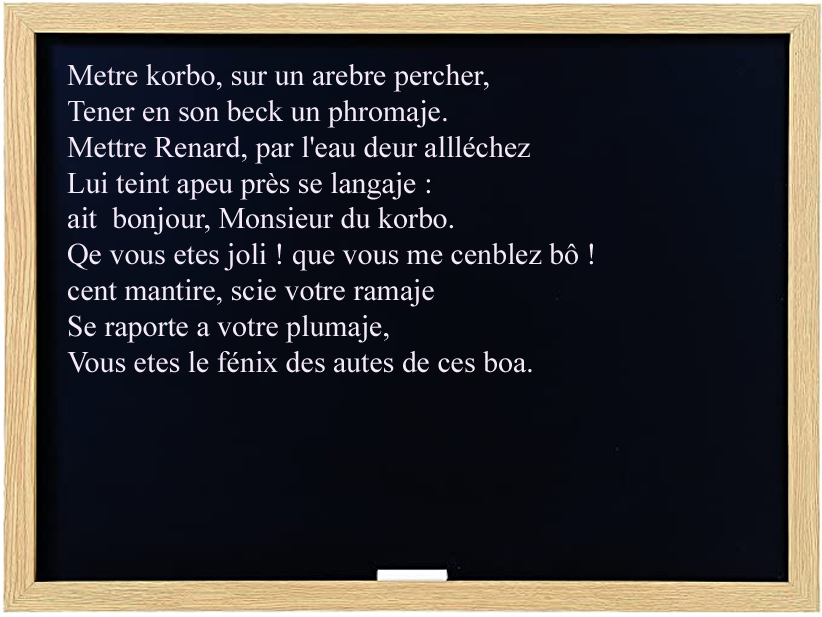 Metre korbo, sur un arebre percher,
Tener en son beck un phromaje.
Mettre Renard, par l'eau deur allléchez
Lui teint apeu près se langaje :
ait  bonjour, Monsieur du korbo.
Qe vous etes joli ! que vous me cenblez bô !
cent mantire, scie votre ramaje
Se raporte a votre plumaje,
Vous etes le fénix des autes de ces boa.